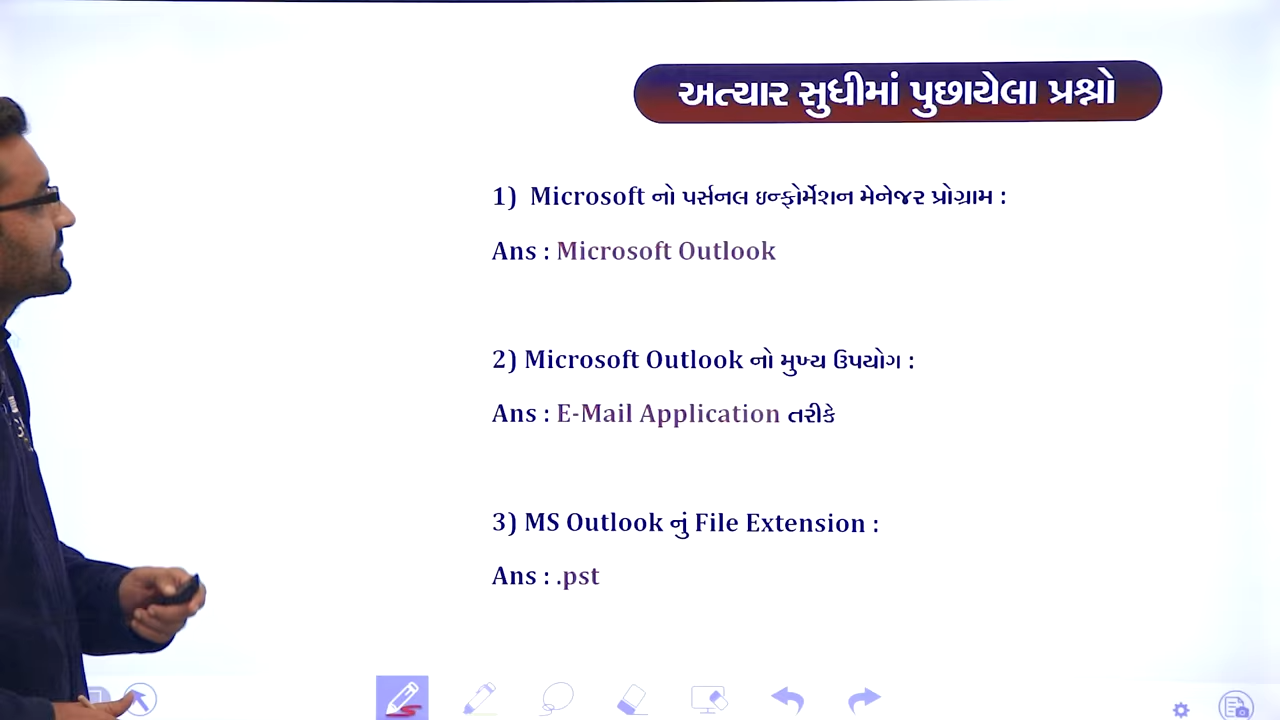 અત્યાર સુધીમાં પુછાયેલા પ્રશ્નો
1) Microsoft નો પર્સનલ ઇન્ફોર્મેશન મેનેજર પ્રોગ્રામ :
Ans : Microsoft Outlook
2) Microsoft Outlook નો મુખ્ય ઉપયોગ :
Ans : E-Mail Application તરીકે
3) MS Outlook નું File Extension :
Ans : .pst